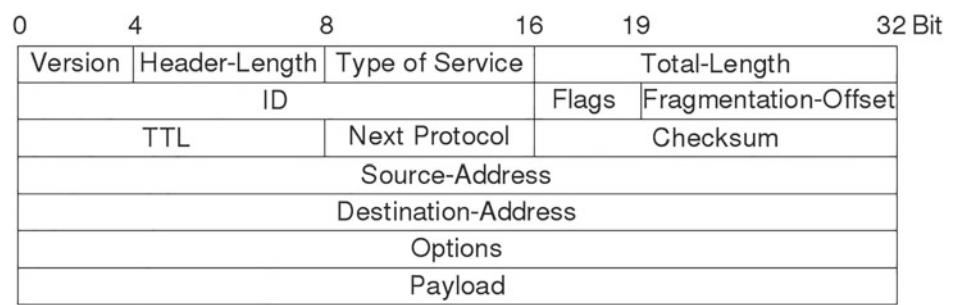 0 4 8 16 19 32 Bit
Version Header-Length Type of Service Total-Length
ID Flags Fragmentation-Offset
TTL Next Protocol Checksum
Source-Address
Destination-Address
Options
Payload